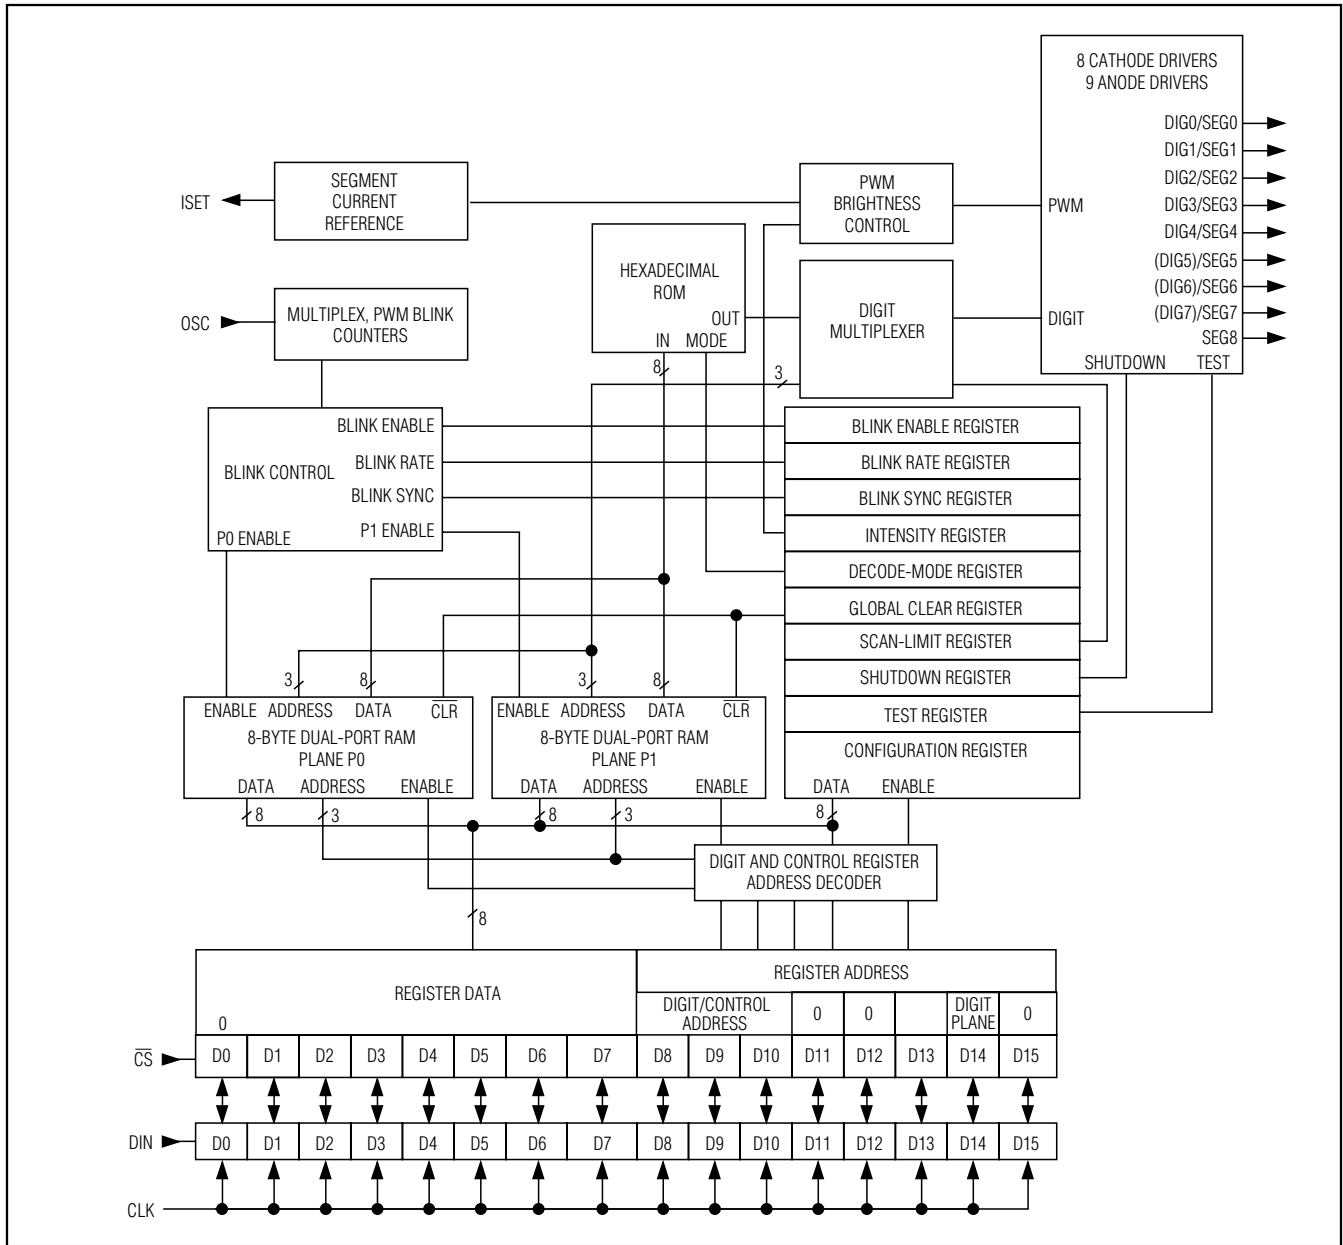 8 CATHODE DRIVERS
9 ANODE DRIVERS
DIG0/SEG0
DIG1/SEG1
DIG2/SEG2
DIG3/SEG3
DIG4/SEG4
(DIG5)/SEG5
(DIG6)/SEG6
(DIG7)/SEG7
SEG8
PWM
DIGIT
SHUTDOWN TEST
ISET
SEGMENT
CURRENT
REFERENCE
PWM
BRIGHTNESS
CONTROL
HEXADECIMAL
ROM
OUT
IN MODE
8
OSC
MULTIPLEX, PWM BLINK
COUNTERS
DIGIT
MULTIPLEXER
3
BLINK CONTROL
BLINK ENABLE
BLINK RATE
BLINK SYNC
P1 ENABLE
P0 ENABLE
BLINK ENABLE REGISTER
BLINK RATE REGISTER
BLINK SYNC REGISTER
INTENSITY REGISTER
DECODE-MODE REGISTER
GLOBAL CLEAR REGISTER
SCAN-LIMIT REGISTER
SHUTDOWN REGISTER
TEST REGISTER
CONFIGURATION REGISTER
DATA ENABLE
8
3 8
ENABLE ADDRESS DATA CLR
8-BYTE DUAL-PORT RAM
PLANE P0
DATA ADDRESS ENABLE
8 3
3 8
ENABLE ADDRESS DATA CLR
8-BYTE DUAL-PORT RAM
PLANE P1
DATA ADDRESS ENABLE
8 3
DIGIT AND CONTROL REGISTER
ADDRESS DECODER
8
REGISTER DATA
0
REGISTER ADDRESS
DIGIT/CONTROL
ADDRESS
0 0
DIGIT
PLANE
0
CS D0 D1 D2 D3 D4 D5 D6 D7 D8 D9 D10 D11 D12 D13 D14 D15
DIN D0 D1 D2 D3 D4 D5 D6 D7 D8 D9 D10 D11 D12 D13 D14 D15
CLK